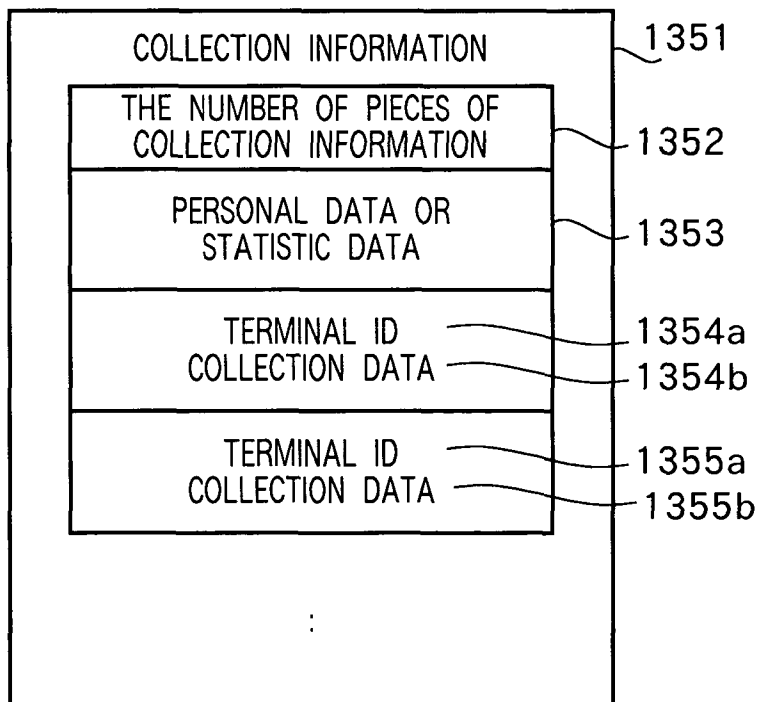 COLLECTION INFORMATION 1351
THE NUMBER OF PIECES OF
COLLECTION INFORMATION 1352
PERSONAL DATA OR
STATISTIC DATA 1353
TERMINAL ID 1354a
COLLECTION DATA 1354b
TERMINAL ID 1355a
COLLECTION DATA 1355b
: